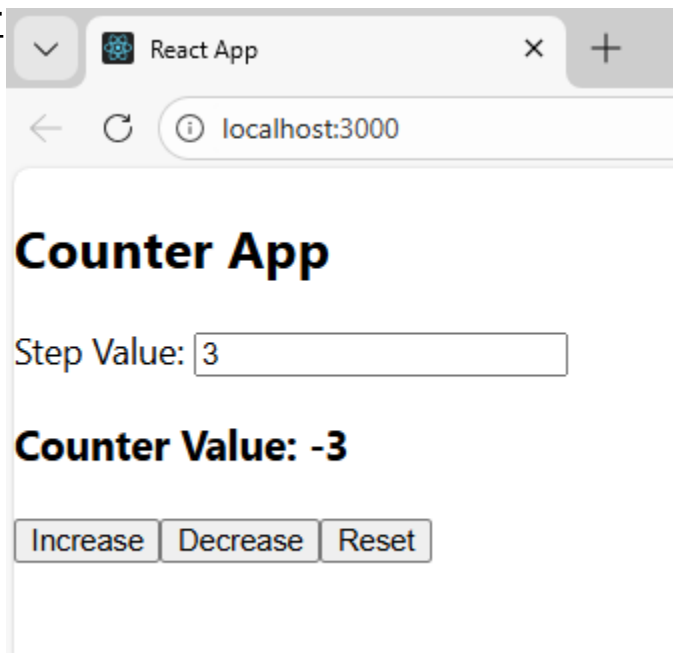 React App
localhost:3000
Counter App
Step Value: 3
Counter Value: -3
Increase Decrease Reset